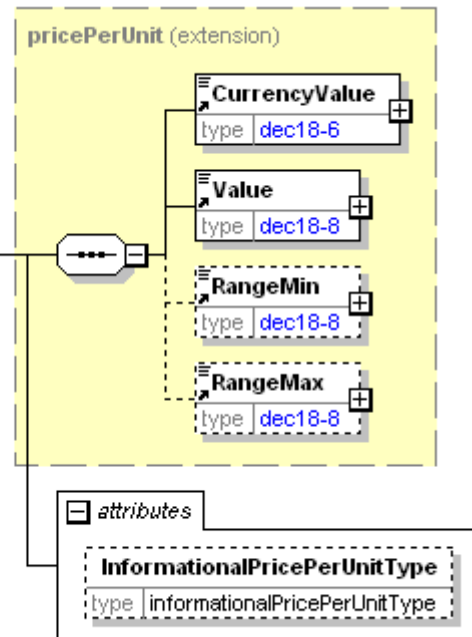 pricePerUnit (extension)
CurrencyValue
type dec18-6
Value
type dec18-8
RangeMin
type dec18-8
RangeMax
type dec18-8
attributes
InformationalPricePerUnitType
type informationalPricePerUnitType